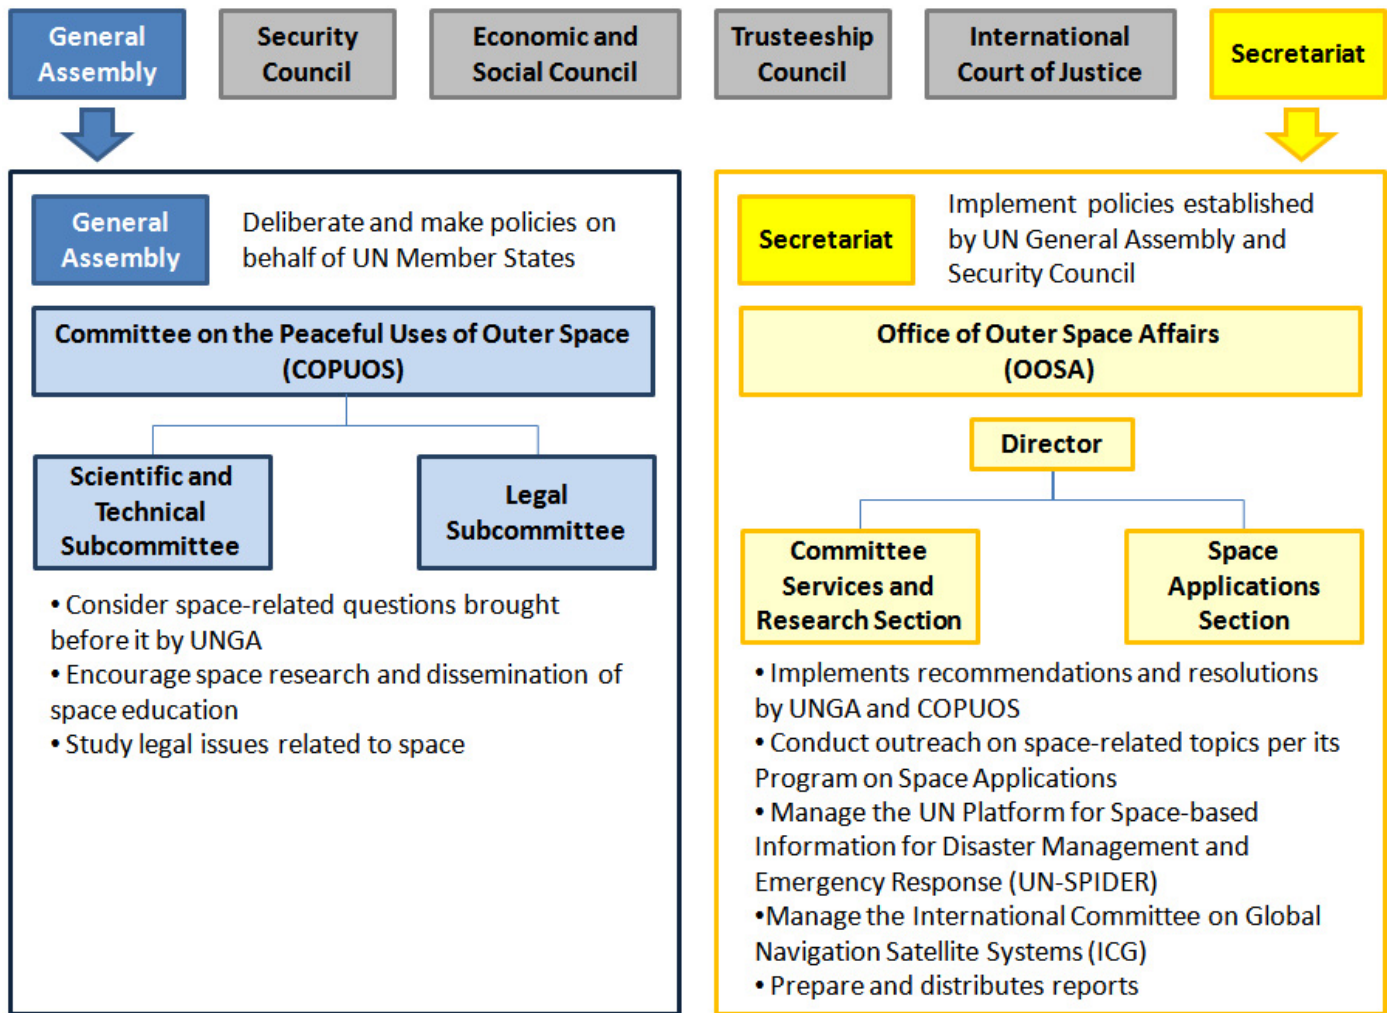 General
Assembly
Security
Council
Economic and
Social Council
Trusteeship
Council
International
Court of Justice
Secretariat
General
Assembly
Deliberate and make policies on
behalf of UN Member States
Committee on the Peaceful Uses of Outer Space
(COPUOS)
Scientific and
Technical
Subcommittee
Legal
Subcommittee
• Consider space-related questions brought
before it by UNGA
• Encourage space research and dissemination of
space education
• Study legal issues related to space
Secretariat
Implement policies established
by UN General Assembly and
Security Council
Office of Outer Space Affairs
(OOSA)
Director
Committee
Services and
Research Section
Space
Applications
Section
• Implements recommendations and resolutions
by UNGA and COPUOS
• Conduct outreach on space-related topics per its
Program on Space Applications
• Manage the UN Platform for Space-based
Information for Disaster Management and
Emergency Response (UN-SPIDER)
•Manage the International Committee on Global
Navigation Satellite Systems (ICG)
• Prepare and distributes reports